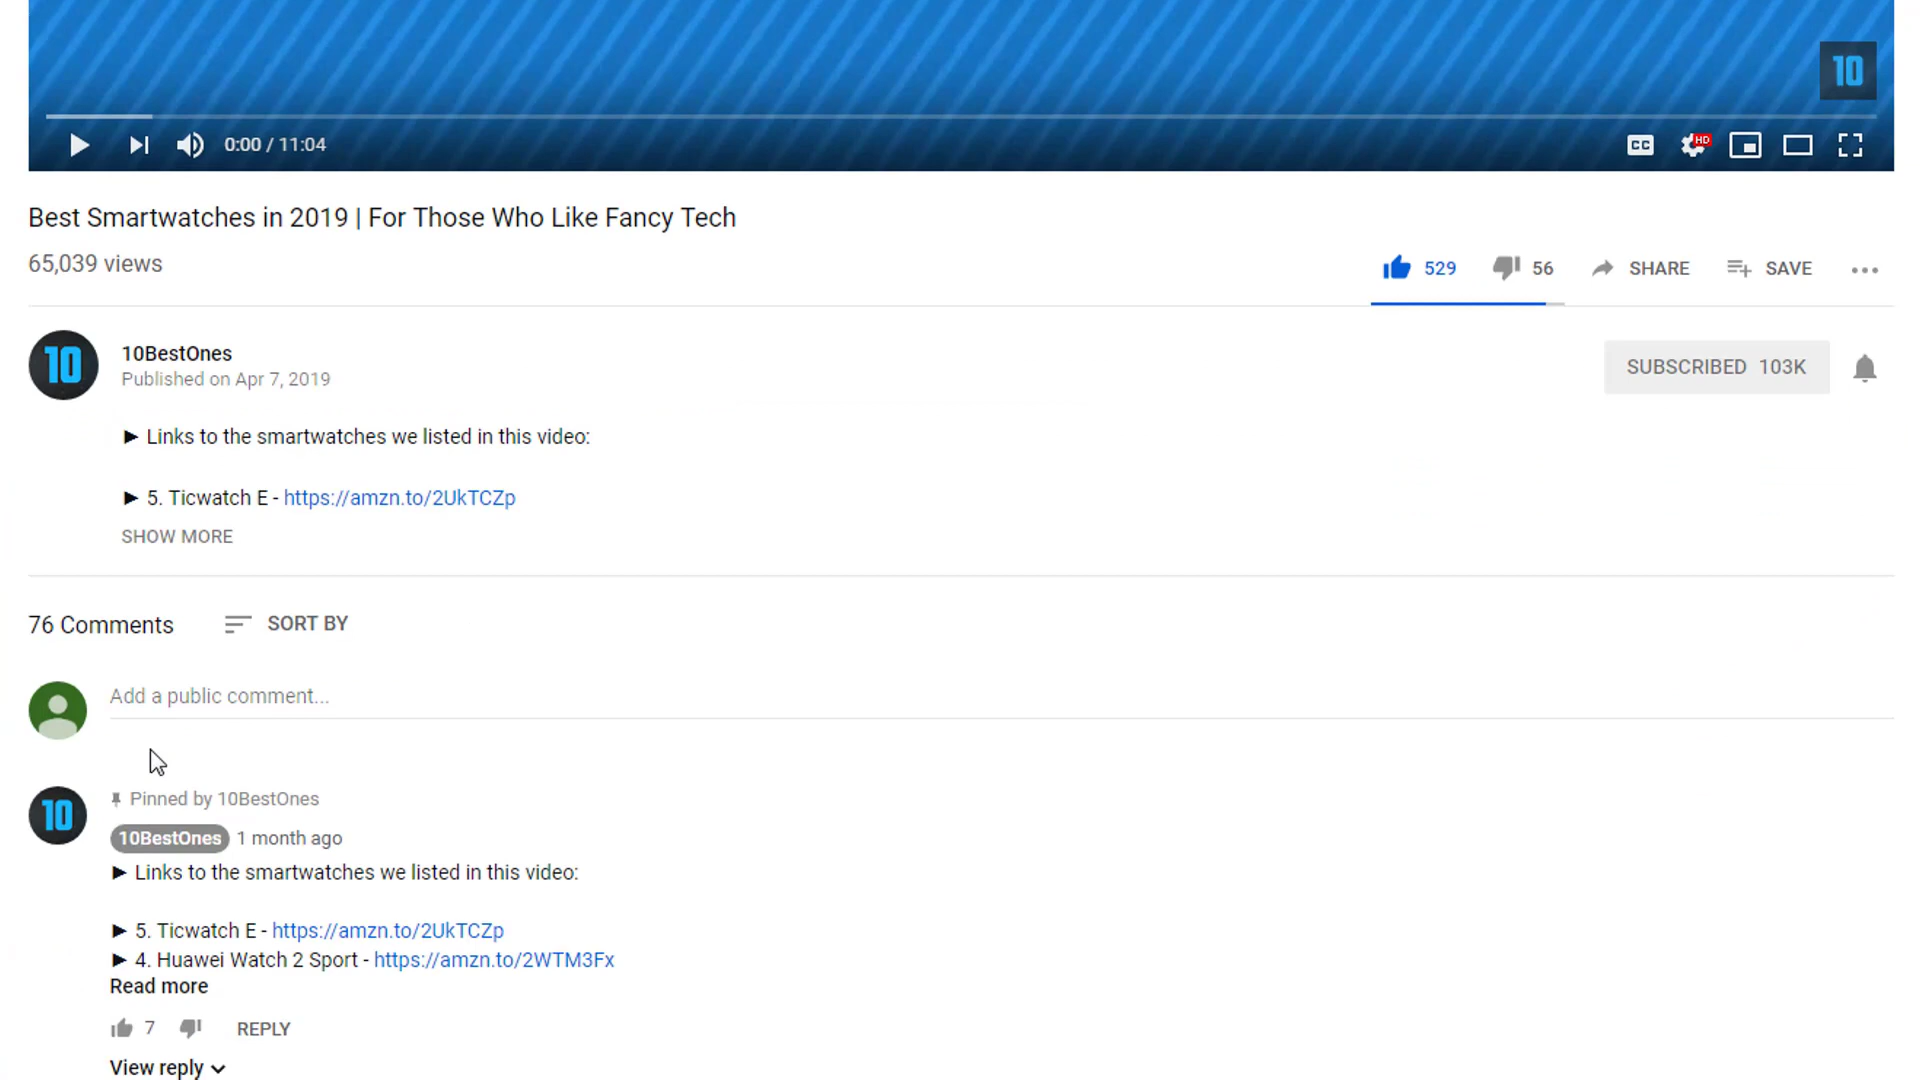 10
0:00 / 11:04
CC
HD
Best Smartwatches in 2019 | For Those Who Like Fancy Tech
65,039 views
529
56
SHARE
SAVE
10
10BestOnes
Published on Apr 7, 2019
SUBSCRIBED 103K
► Links to the smartwatches we listed in this video:
► 5. Ticwatch E - https://amzn.to/2UkTCZp
SHOW MORE
76 Comments
SORT BY
Add a public comment...
10
Pinned by 10BestOnes
10BestOnes 1 month ago
► Links to the smartwatches we listed in this video:
► 5. Ticwatch E - https://amzn.to/2UkTCZp
► 4. Huawei Watch 2 Sport - https://amzn.to/2WTM3Fx
Read more
7
REPLY
View reply